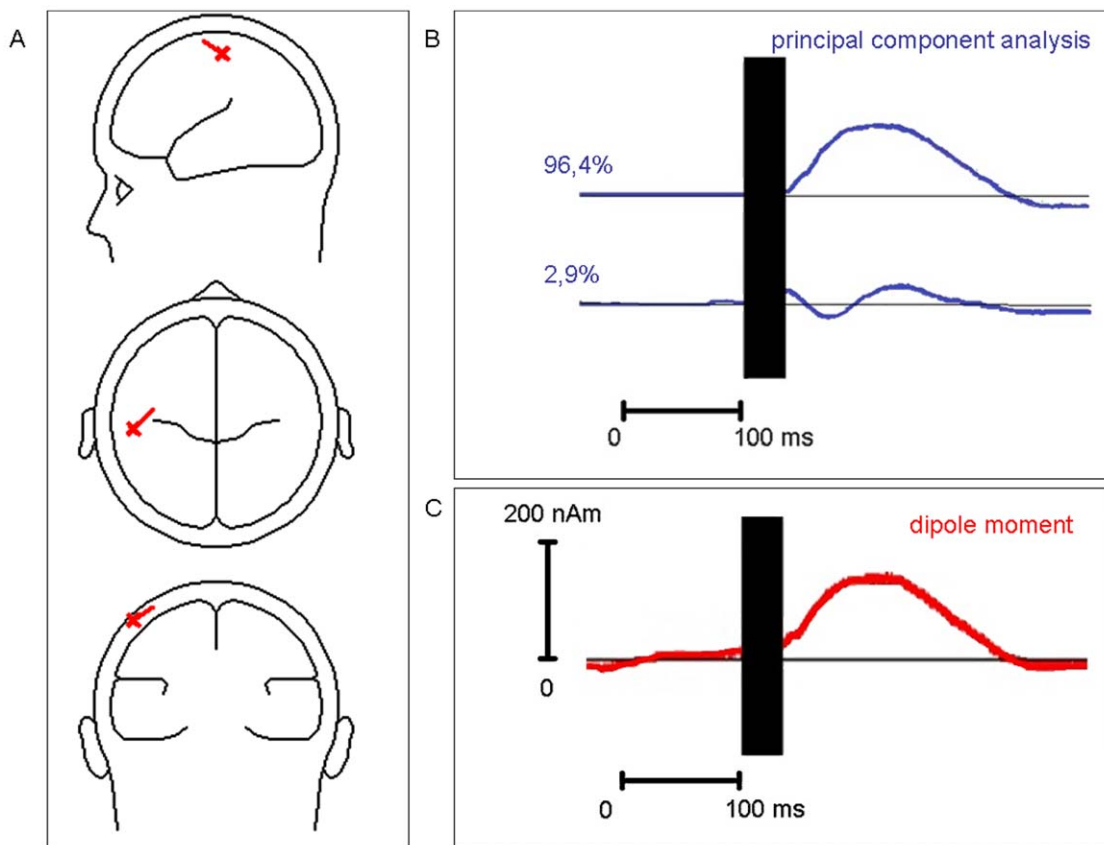 A
B
principal component analysis
96,4%
2,9%
0 100 ms
C
200 nAm
dipole moment
0
0 100 ms